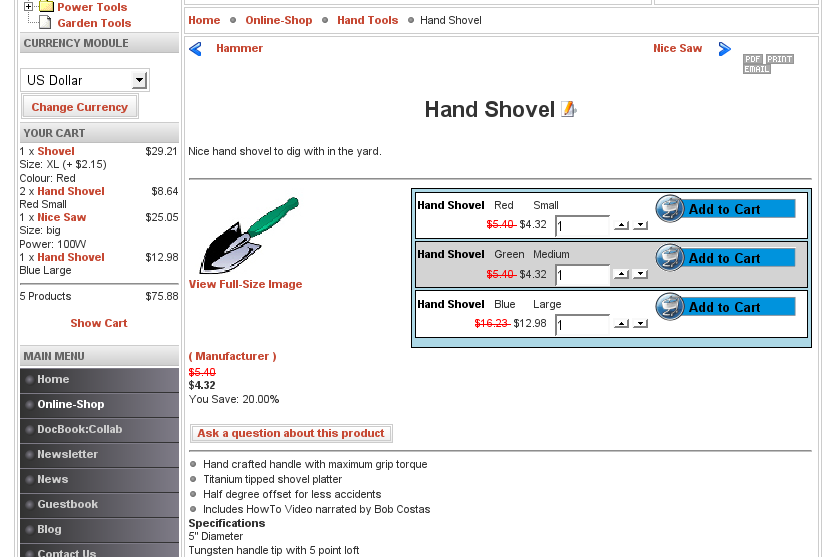 Power Tools
Garden Tools
CURRENCY MODULE
US Dollar
Change Currency
YOUR CART
1 x Shovel $29.21
Size: XL (+ $2.15)
Colour: Red
2 x Hand Shovel $8.64
Red Small
1 x Nice Saw $25.05
Size: big
Power: 100W
1 x Hand Shovel $12.98
Blue Large
5 Products $75.88
Show Cart
MAIN MENU
Home
Online-Shop
DocBook:Collab
Newsletter
News
Guestbook
Blog
Contact Us
Home Online-Shop Hand Tools Hand Shovel
Hammer Nice Saw
PDF PRINT
EMAIL
Hand Shovel
Nice hand shovel to dig with in the yard.
View Full-Size Image
Hand Shovel Red Small Add to Cart
$5.40 $4.32 1
Hand Shovel Green Medium Add to Cart
$5.40 $4.32 1
Hand Shovel Blue Large Add to Cart
$16.23 $12.98 1
( Manufacturer )
$5.40
$4.32
You Save: 20.00%
Ask a question about this product
Hand crafted handle with maximum grip torque
Titanium tipped shovel platter
Half degree offset for less accidents
Includes HowTo Video narrated by Bob Costas
Specifications
5" Diameter
Tungsten handle tip with 5 point loft